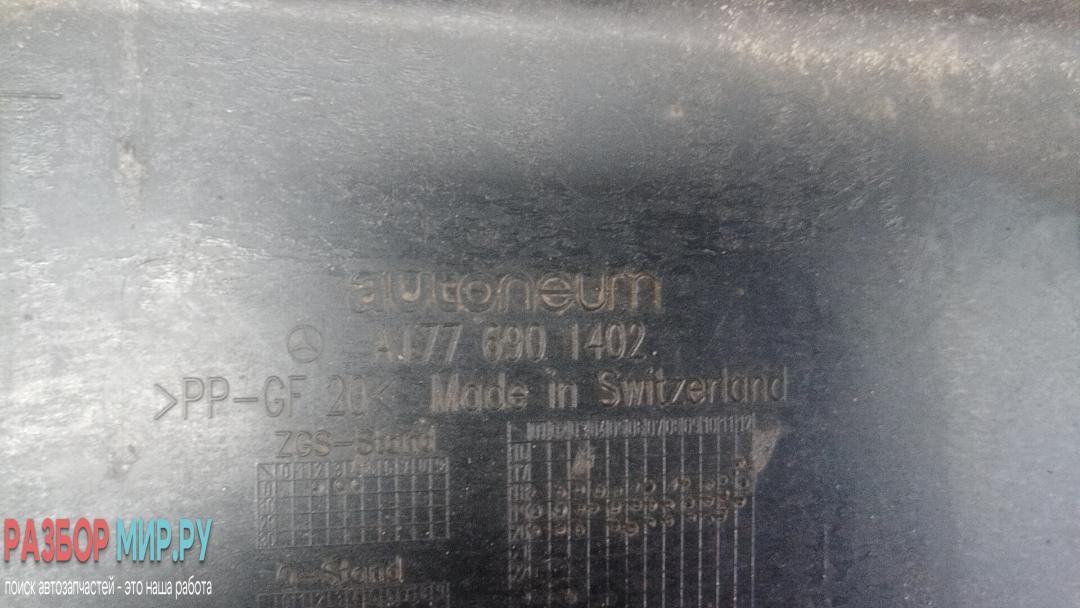 autoneum
A177 690 1402
>PP-GF 20< Made in Switzerland
ZGS-Stand
РАЗБОР МИР.РУ
поиск автозапчастей - это наша работа